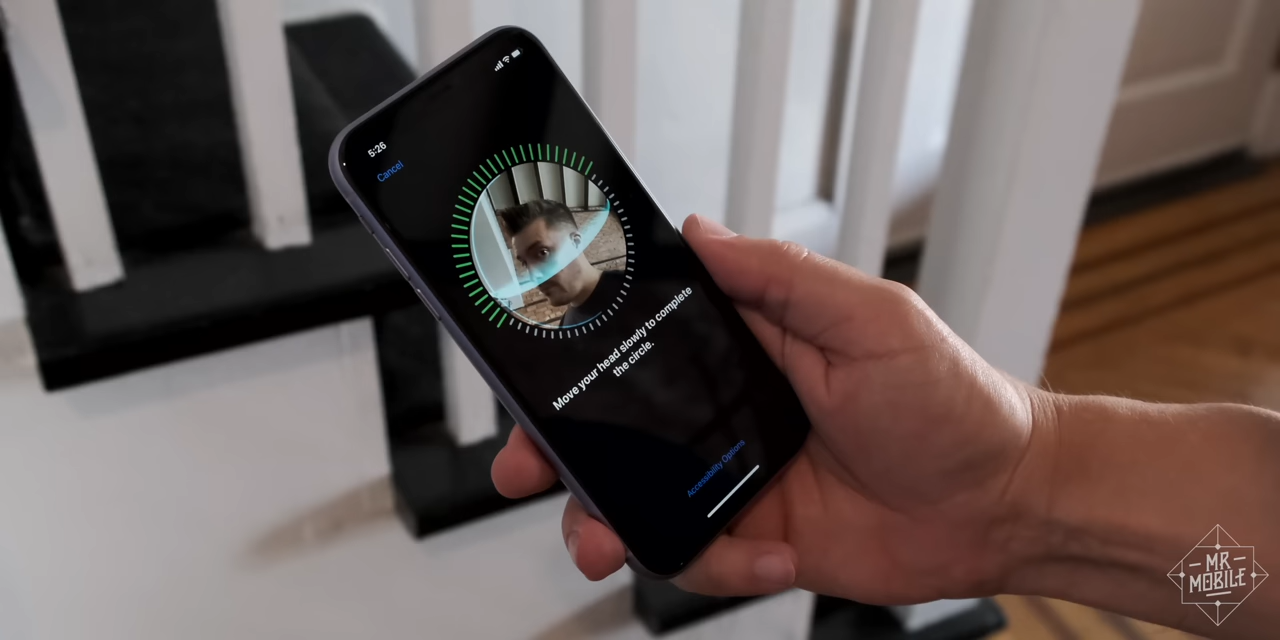 5:26
Cancel
Move your head slowly to complete
the circle.
Accessibility Options
MR
MOBILE